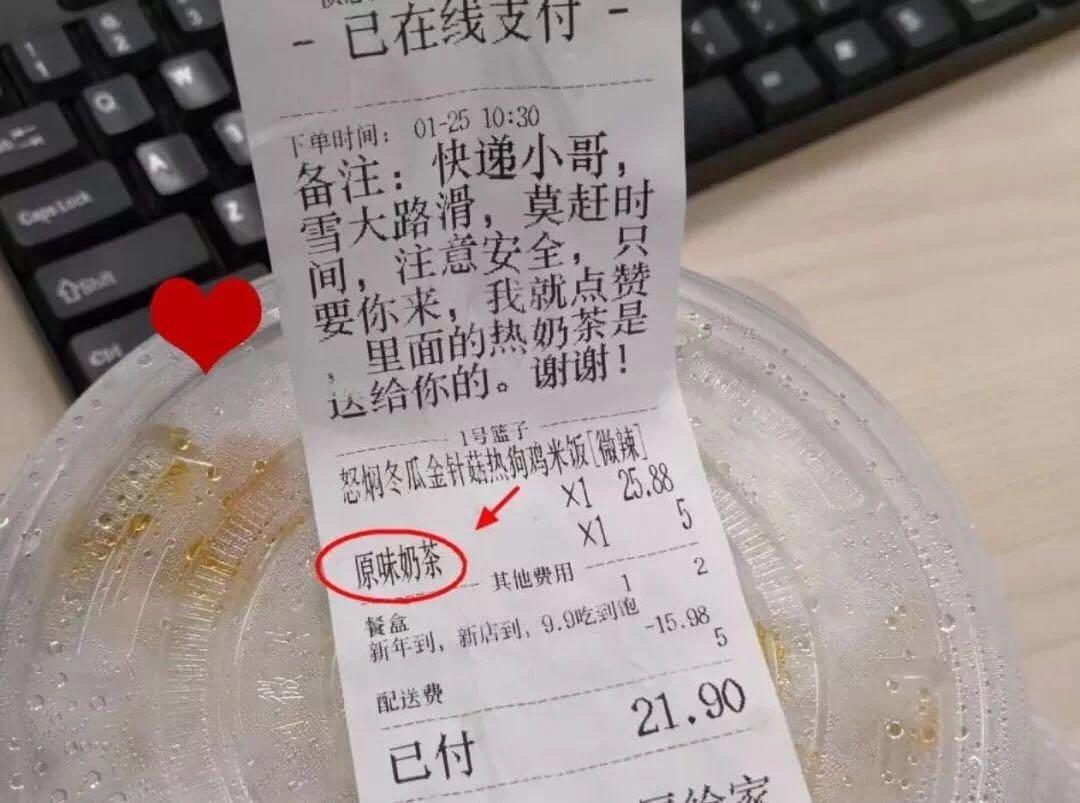 - 已在线支付 -
下单时间: 01-25 10:30
备注: 快递小哥,
雪大路滑, 莫赶时
间, 注意安全, 只
要你来, 我就点赞
里面的热奶茶是
送给你的。谢谢!
1号篮子
怒焖冬瓜金针菇热狗鸡米饭[微辣]
X1 25.88
原味奶茶 X1 5
其他费用
餐盒 1 2
新年到, 新店到, 9.9吃到饱 -15.98
配送费 5
已付 21.90
Q
W
A
Z
Caps Lock
Shift
Ctrl